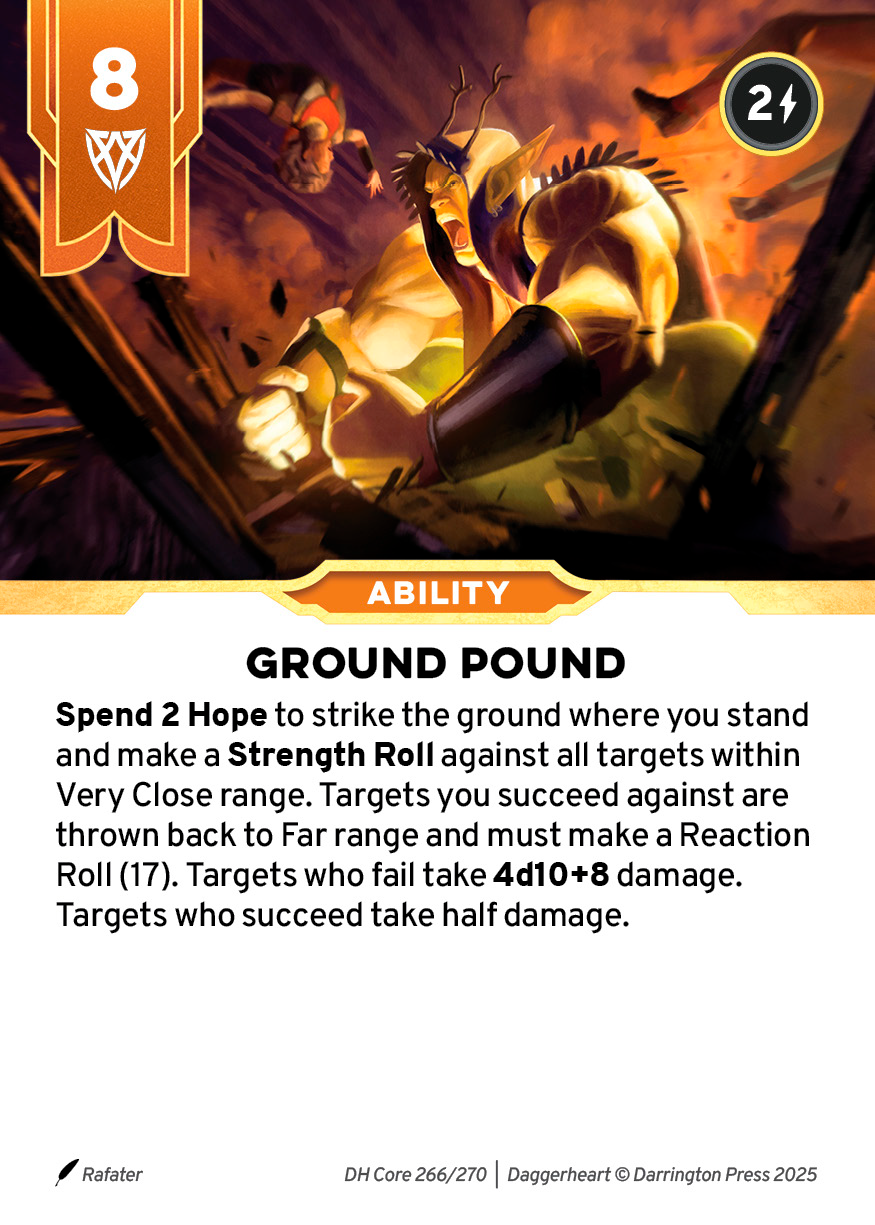 8
2
ABILITY
GROUND POUND
Spend 2 Hope to strike the ground where you stand
and make a Strength Roll against all targets within
Very Close range. Targets you succeed against are
thrown back to Far range and must make a Reaction
Roll (17). Targets who fail take 4d10+8 damage.
Targets who succeed take half damage.
Rafater
DH Core 266/270 | Daggerheart © Darrington Press 2025